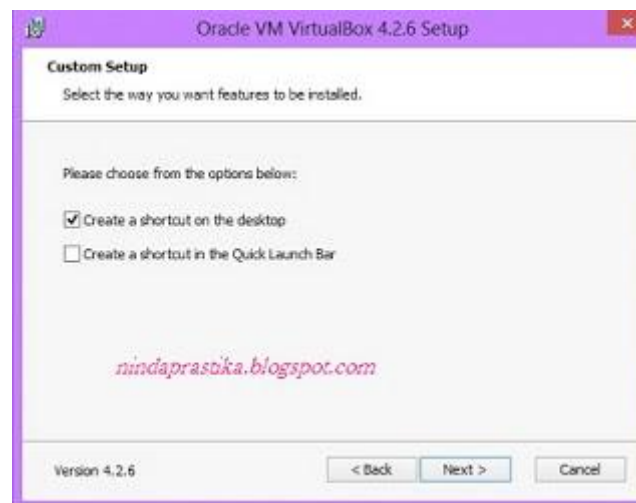 Oracle VM VirtualBox 4.2.6 Setup
Custom Setup
Select the way you want features to be installed.
Please choose from the options below:
Create a shortcut on the desktop
Create a shortcut in the Quick Launch Bar
nindaprastika.blogspot.com
Version 4.2.6
< Back Next > Cancel